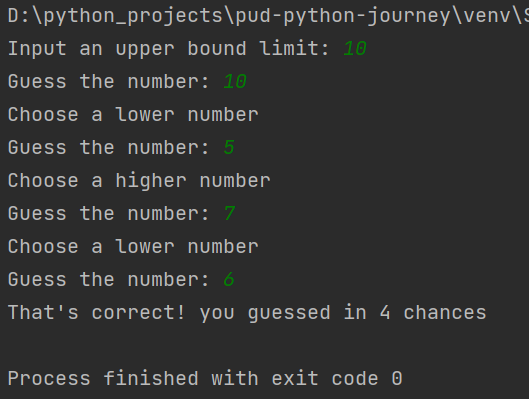 D:\python_projects\pud-python-journey\venv\S
Input an upper bound limit: 10
Guess the number: 10
Choose a lower number
Guess the number: 5
Choose a higher number
Guess the number: 7
Choose a lower number
Guess the number: 6
That's correct! you guessed in 4 chances
Process finished with exit code 0